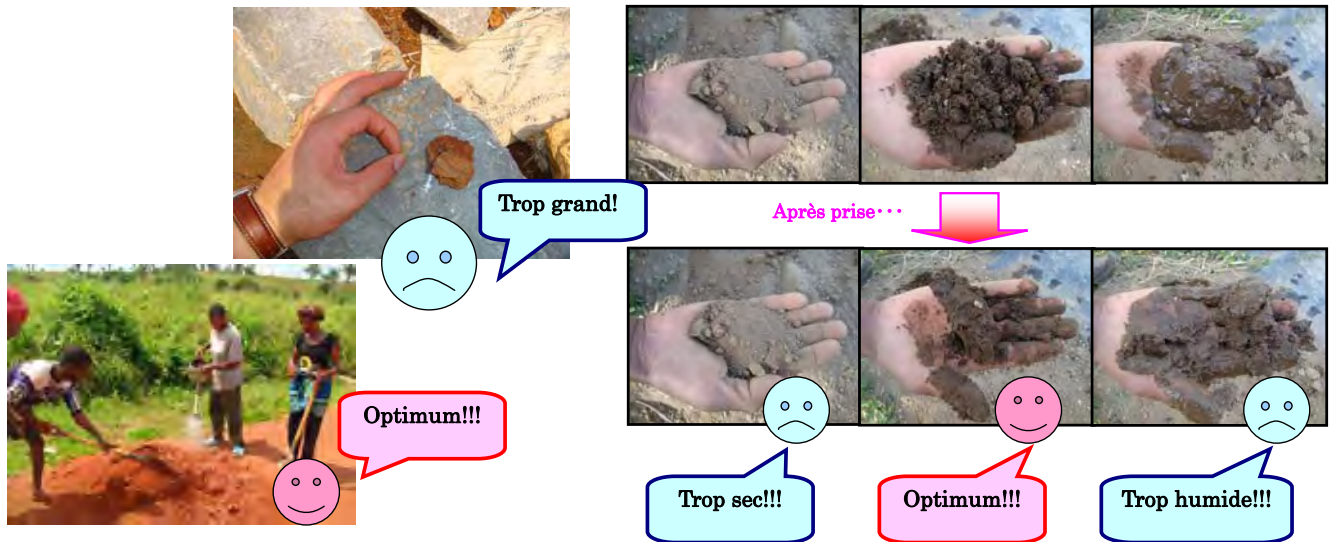 Trop grand!
Après prise･･･
Optimum!!!
Trop sec!!!
Optimum!!!
Trop humide!!!